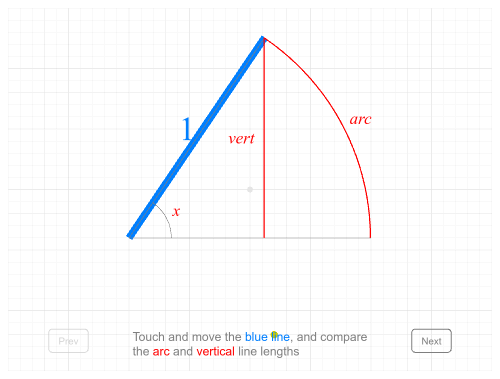 1
vert
arc
x
Prev
Touch and move the blue line, and compare
the arc and vertical line lengths
Next